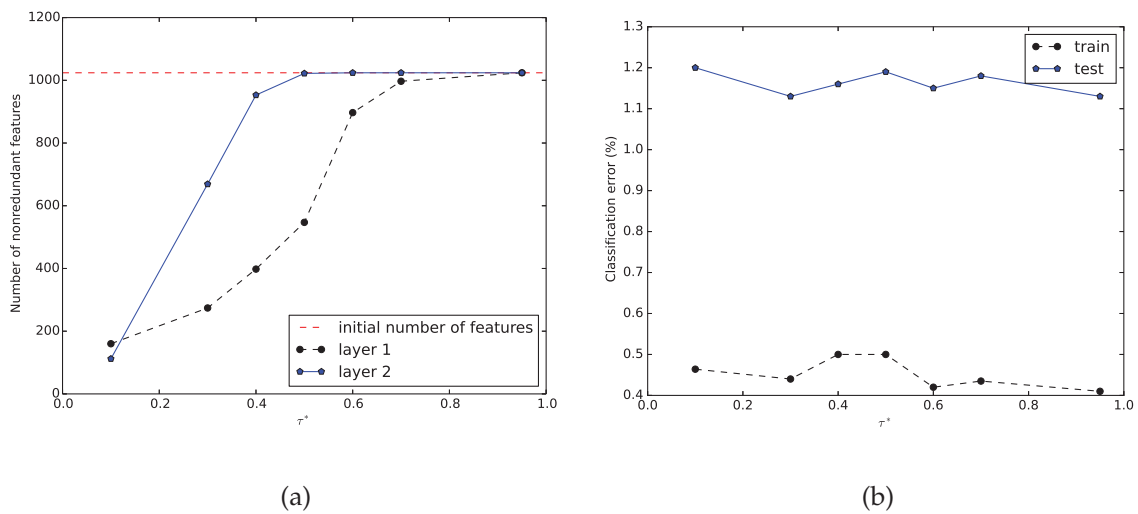 1200
1000
800
600
400
200
0
0.0 0.2 0.4 0.6 0.8 1.0
Number of nonredundant features
τ*
initial number of features
layer 1
layer 2
(a)
1.3
1.2
1.1
1.0
0.9
0.8
0.7
0.6
0.5
0.4
0.0 0.2 0.4 0.6 0.8 1.0
Classification error (%)
τ*
train
test
(b)